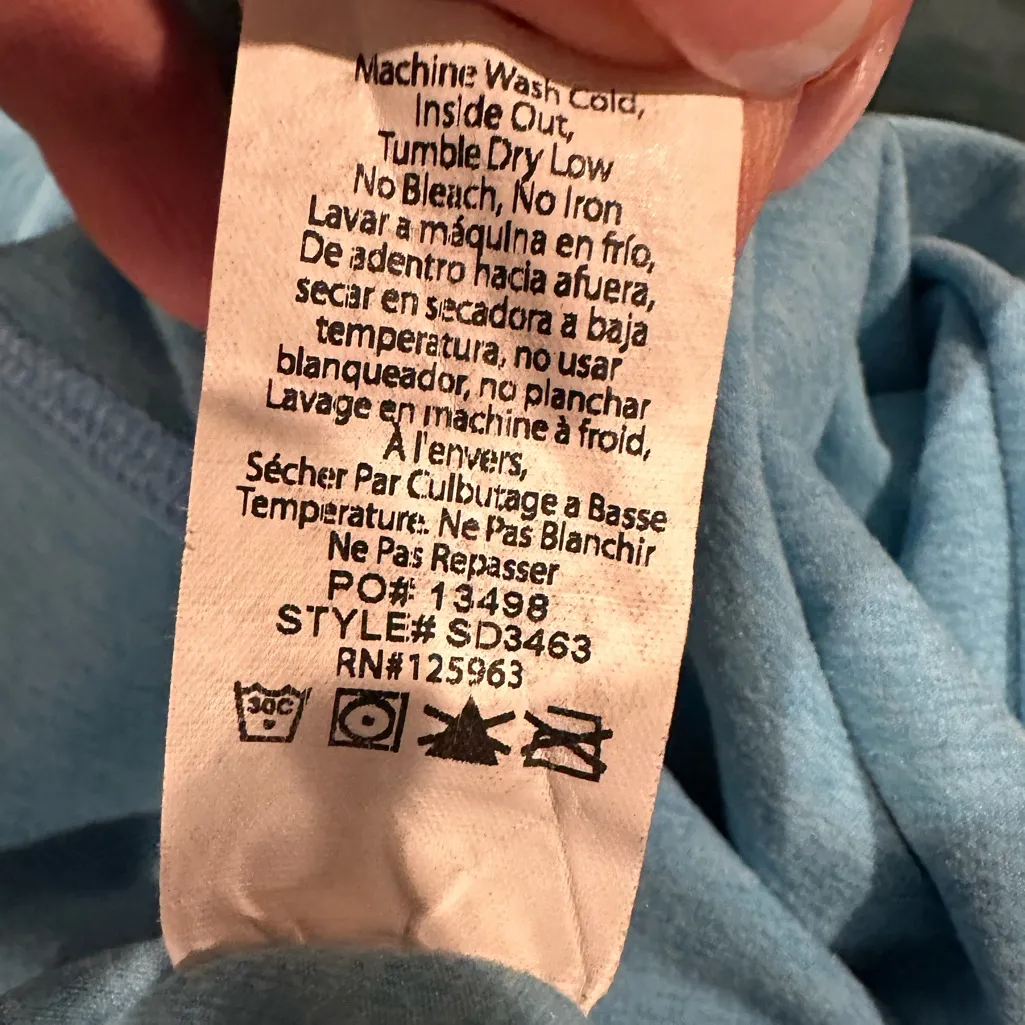 Machine Wash Cold,
Inside Out,
Tumble Dry Low
No Bleach, No Iron
Lavar a máquina en frío,
De adentro hacia afuera,
secar en secadora a baja
temperatura, no usar
blanqueador, no planchar
Lavage en machine à froid,
À l'envers,
Sécher Par Culbutage a Basse
Temperature. Ne Pas Blanchir
Ne Pas Repasser
PO# 13498
STYLE# SD3463
RN#125963
30C